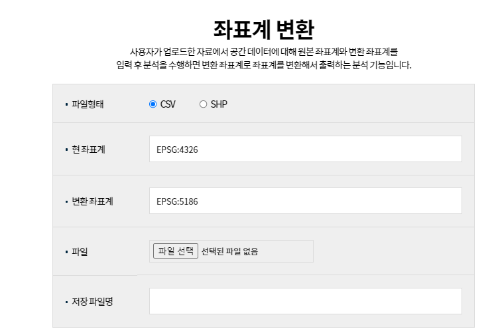 좌표계 변환
사용자가 업로드한 자료에서 공간 데이터에 대해 원본 좌표계와 변환 좌표계를
입력 후 분석을 수행하면 변환 좌표계로 좌표계를 변환해서 출력하는 분석 기능입니다.
• 파일형태 CSV SHP
• 현 좌표계 EPSG:4326
• 변환 좌표계 EPSG:5186
• 파일 파일 선택 선택된 파일 없음
• 저장 파일명